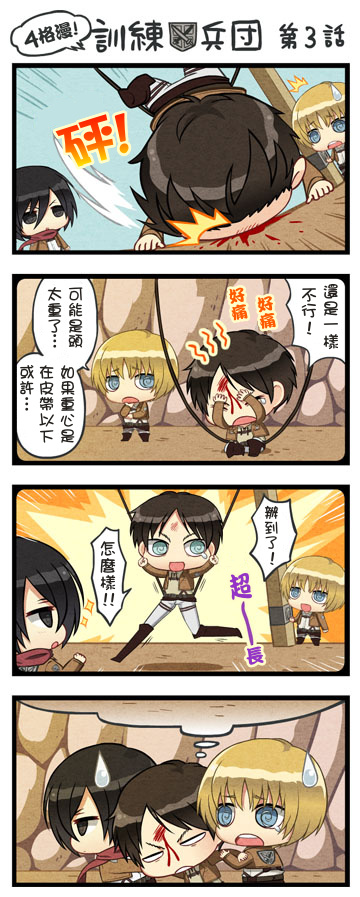 4格漫!
訓練兵団 第3話
砰!
還是一樣
不行!
好痛
好痛
可能是頭
太重了…
如果重心是
在皮帶以下
或許…
辦到了!
超—長
怎麼樣!!